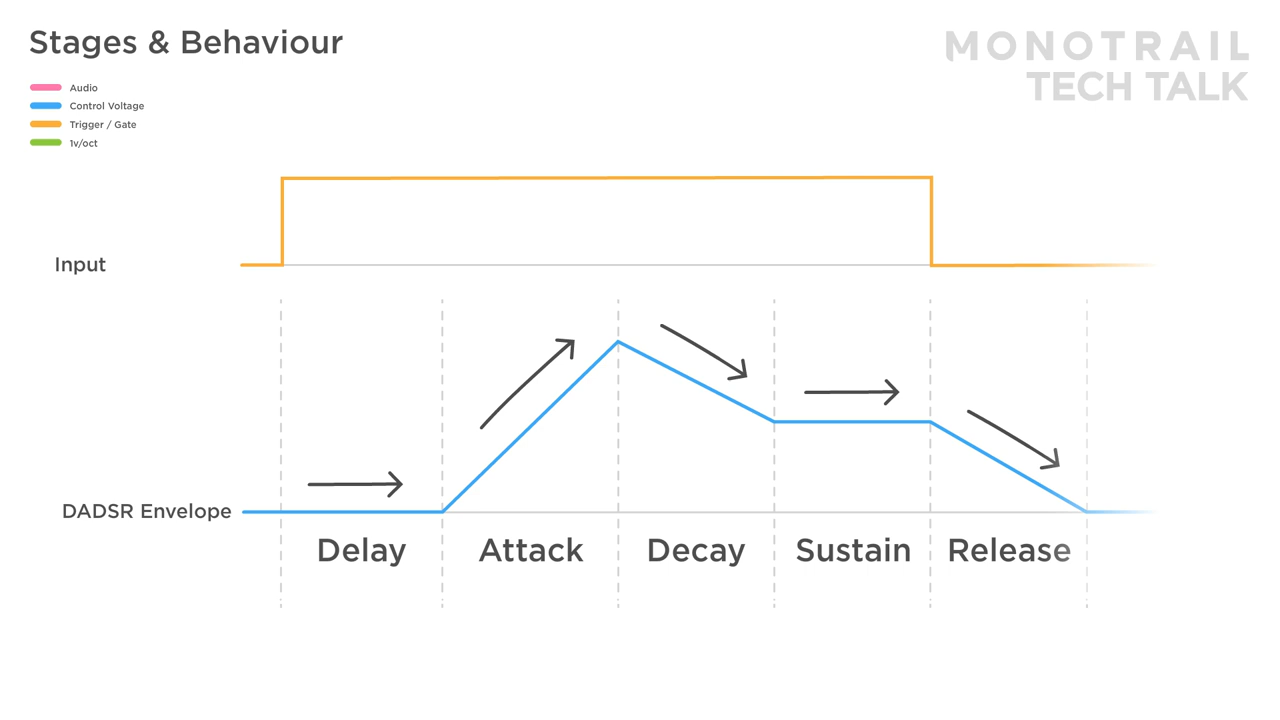 Stages & Behaviour
MONOTRAIL
TECH TALK
Audio
Control Voltage
Trigger / Gate
1v/oct
Input
DADSR Envelope
Delay
Attack
Decay
Sustain
Release